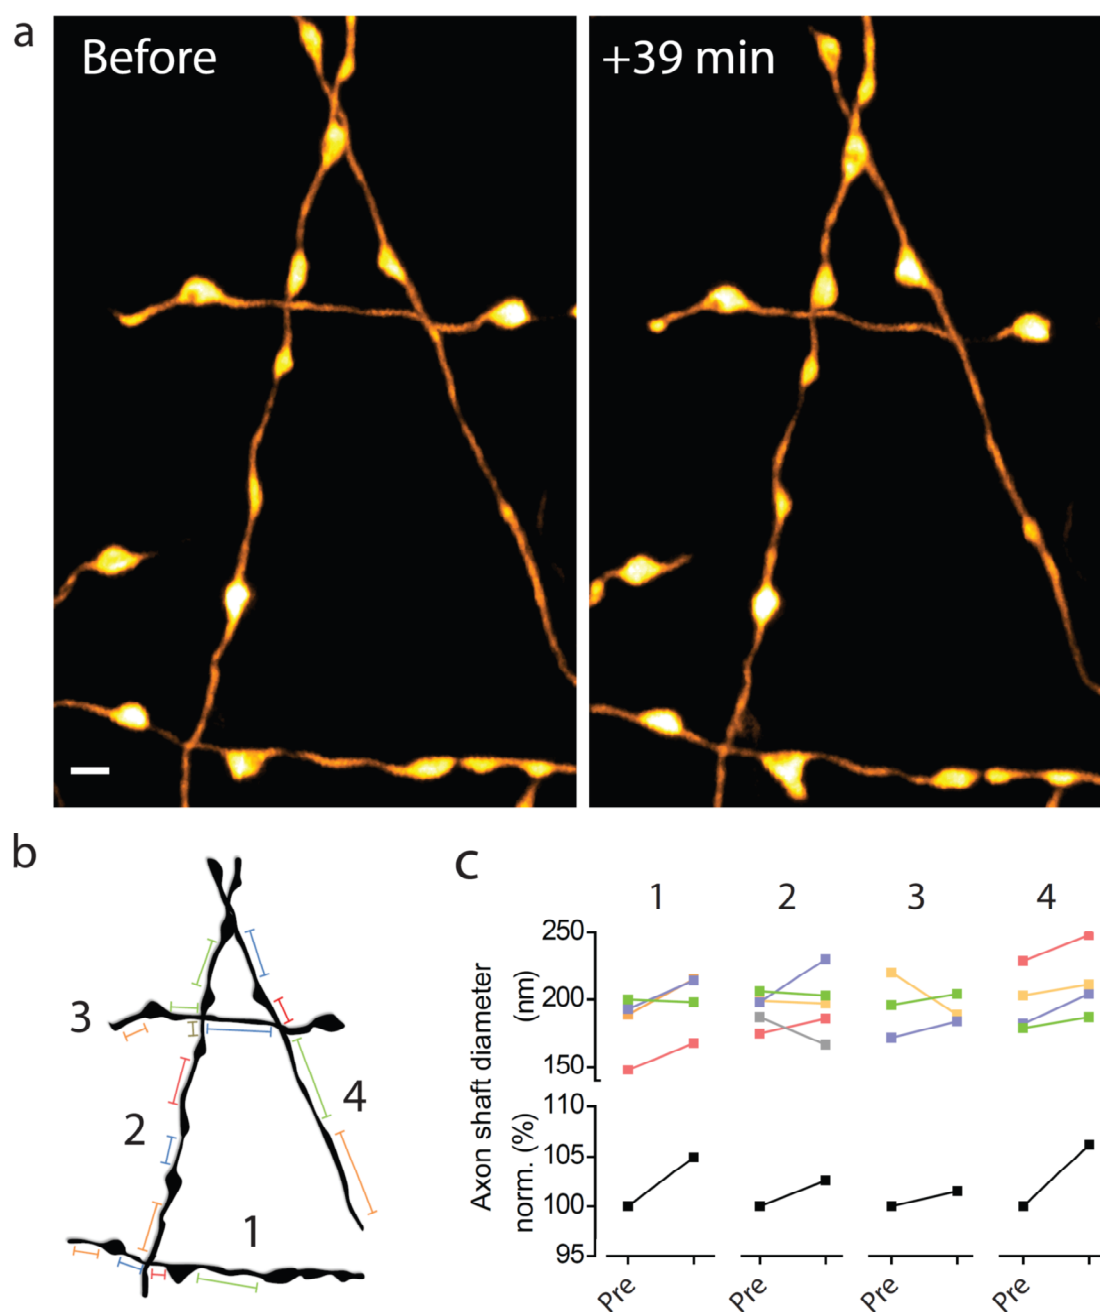 a
Before
+39 min
b
3
2
4
1
c
1 2 3 4
Axon shaft diameter
(nm)
norm. (%)
250
200
150
110
105
100
95
Pre Pre Pre Pre